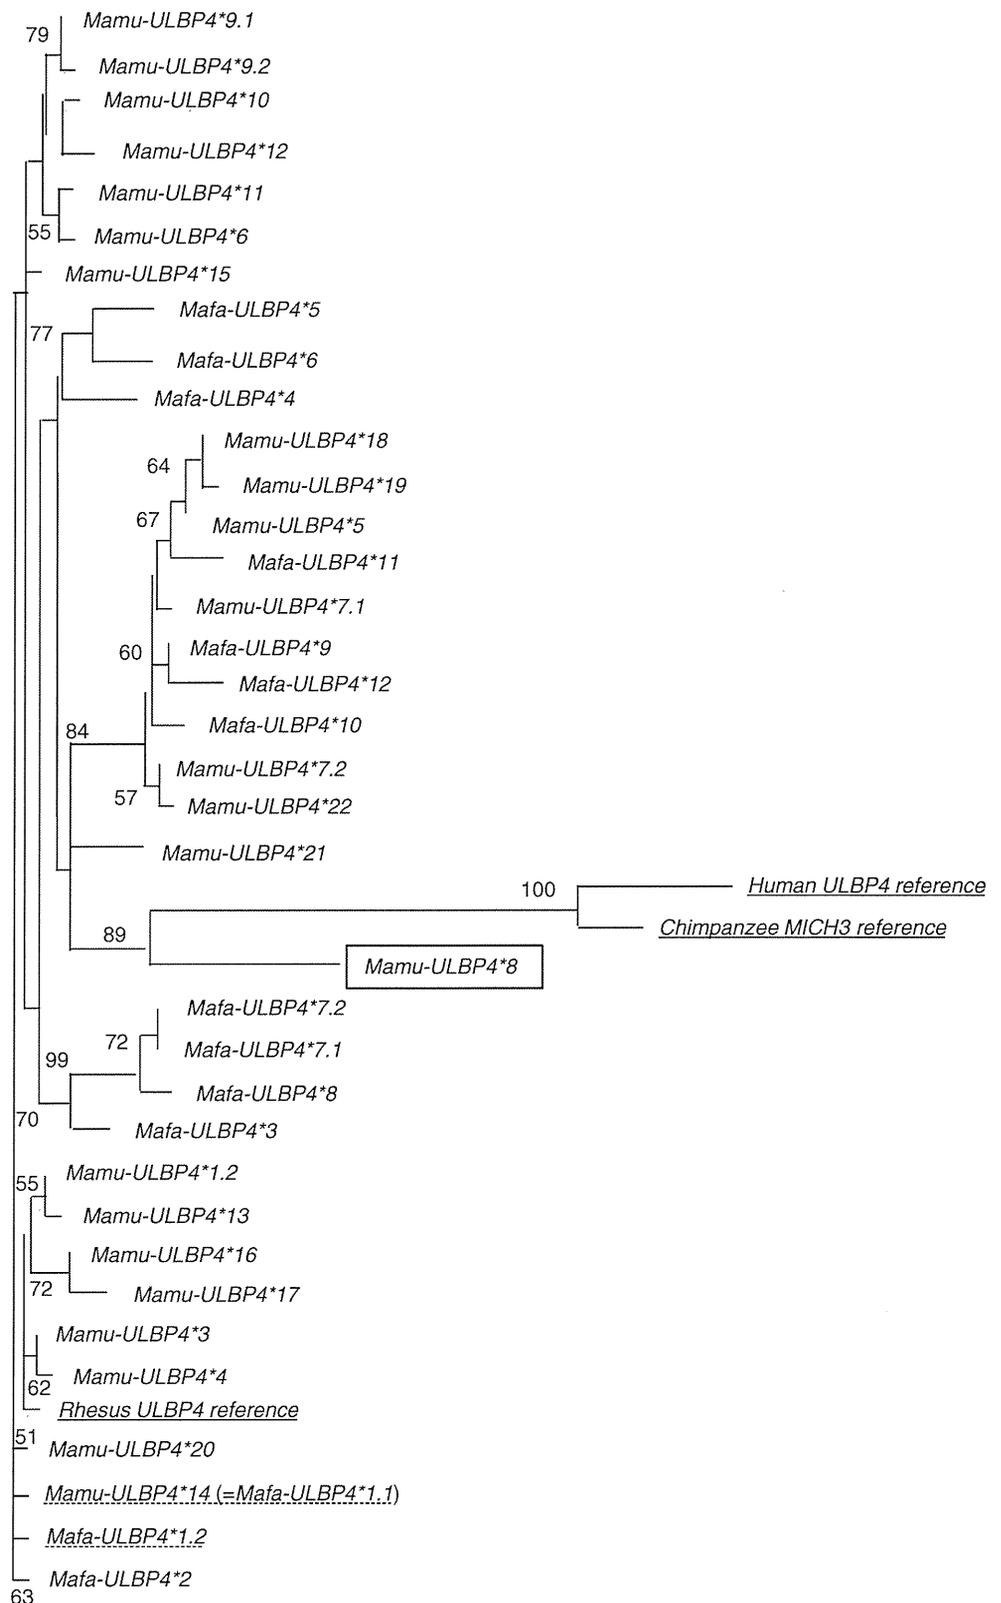 Mamu-ULBP4*9.1
79
Mamu-ULBP4*9.2
Mamu-ULBP4*10
Mamu-ULBP4*12
Mamu-ULBP4*11
55
Mamu-ULBP4*6
Mamu-ULBP4*15
Mafa-ULBP4*5
77
Mafa-ULBP4*6
Mafa-ULBP4*4
Mamu-ULBP4*18
64
Mamu-ULBP4*19
67
Mamu-ULBP4*5
Mafa-ULBP4*11
Mamu-ULBP4*7.1
60
Mafa-ULBP4*9
Mafa-ULBP4*12
Mafa-ULBP4*10
84
Mamu-ULBP4*7.2
57
Mamu-ULBP4*22
Mamu-ULBP4*21
100
Human ULBP4 reference
Chimpanzee MICH3 reference
89
Mamu-ULBP4*8
Mafa-ULBP4*7.2
72
Mafa-ULBP4*7.1
99
Mafa-ULBP4*8
70
Mafa-ULBP4*3
Mamu-ULBP4*1.2
55
Mamu-ULBP4*13
Mamu-ULBP4*16
72
Mamu-ULBP4*17
Mamu-ULBP4*3
Mamu-ULBP4*4
62
Rhesus ULBP4 reference
51
Mamu-ULBP4*20
Mamu-ULBP4*14 (=Mafa-ULBP4*1.1)
Mafa-ULBP4*1.2
Mafa-ULBP4*2
63